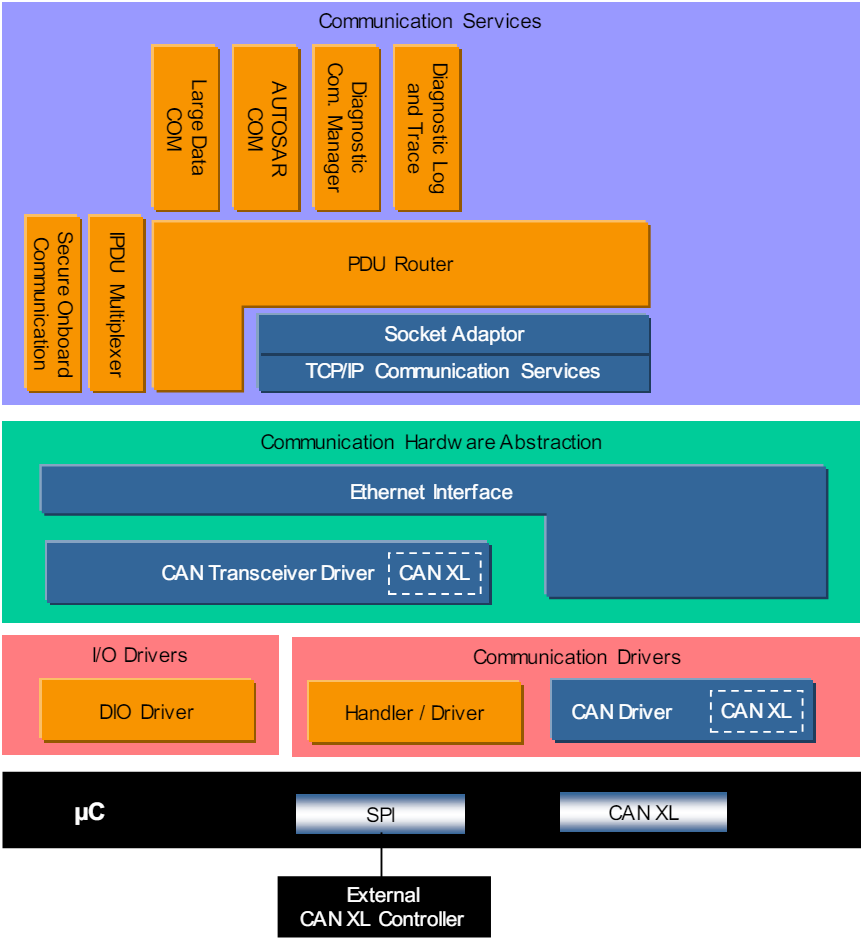 Communication Services
Large Data
COM
AUTOSAR
COM
Diagnostic
Com. Manager
Diagnostic Log
and Trace
Secure Onboard
Communication
IPDU Multiplexer
PDU Router
Socket Adaptor
TCP/IP Communication Services
Communication Hardware Abstraction
Ethernet Interface
CAN Transceiver Driver
CAN XL
I/O Drivers
DIO Driver
Communication Drivers
Handler / Driver
CAN Driver
CAN XL
µC
SPI
CAN XL
External
CAN XL Controller